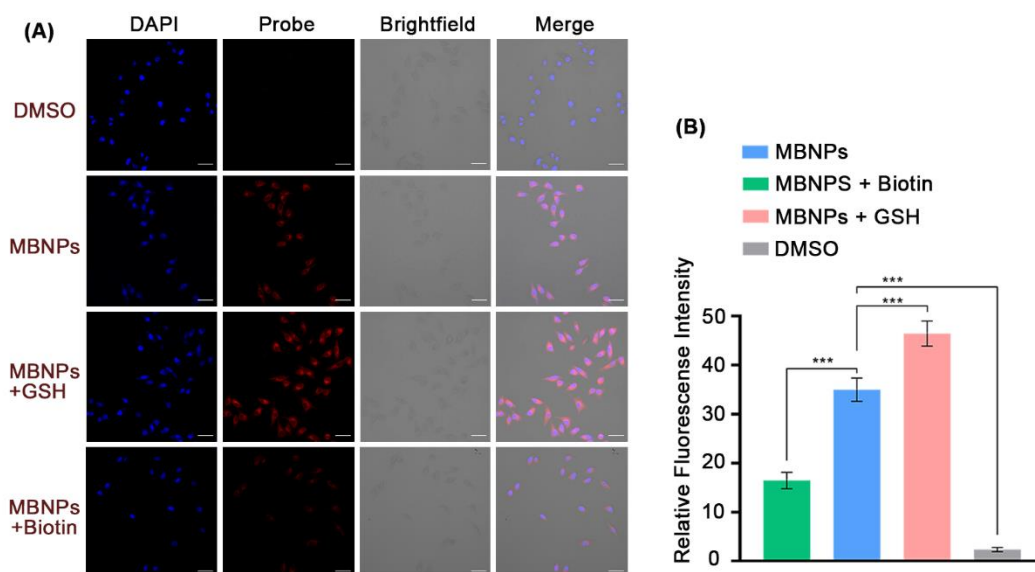 (A)
DAPI Probe Brightfield Merge
DMSO
MBNPs
MBNPs
+GSH
MBNPs
+Biotin
(B)
MBNPs
MBNPS + Biotin
MBNPs + GSH
DMSO
Relative Fluorescense Intensity
50
40
30
20
10
0
***
***
***